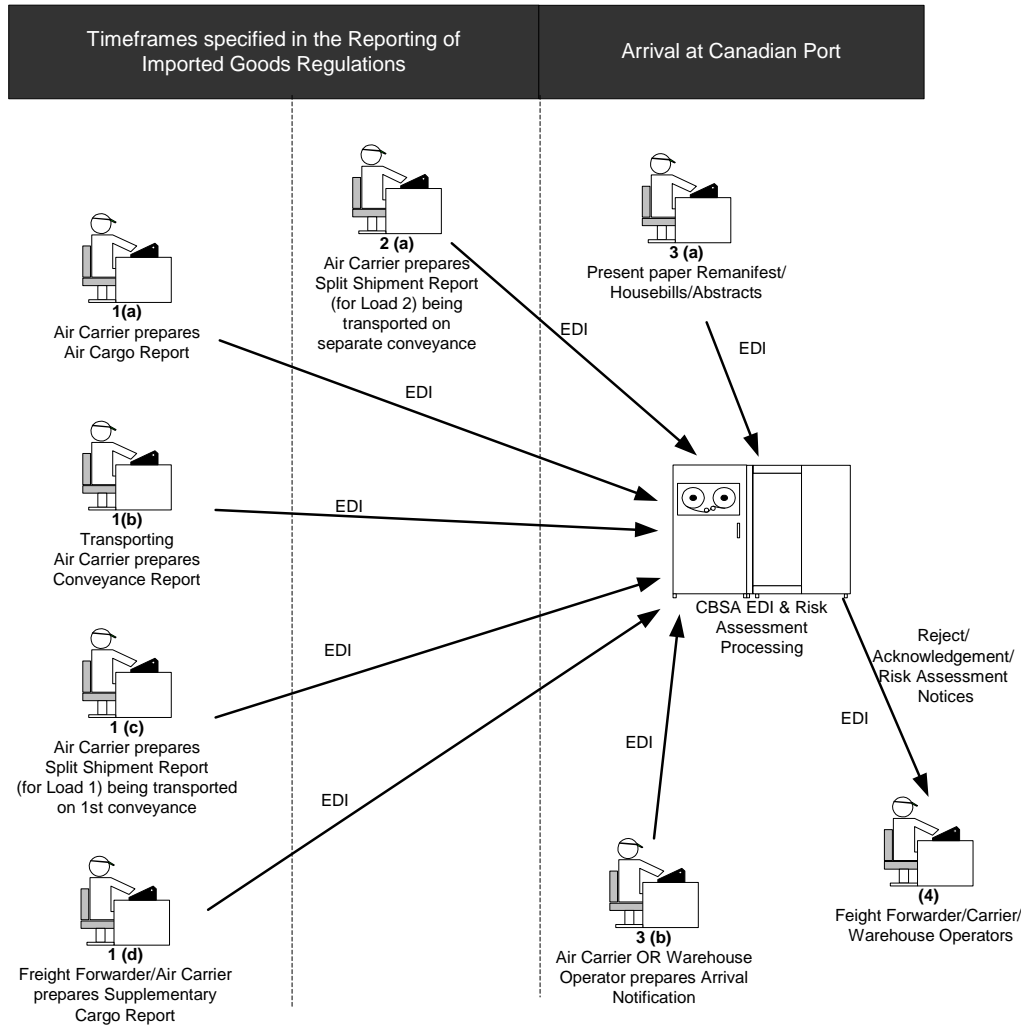 Timeframes specified in the Reporting of
Imported Goods Regulations
Arrival at Canadian Port
1(a)
Air Carrier prepares
Air Cargo Report
EDI
1(b)
Transporting
Air Carrier prepares
Conveyance Report
EDI
1 (c)
Air Carrier prepares
Split Shipment Report
(for Load 1) being transported
on 1st conveyance
EDI
1 (d)
Freight Forwarder/Air Carrier
prepares Supplementary
Cargo Report
EDI
2 (a)
Air Carrier prepares
Split Shipment Report
(for Load 2) being
transported on
separate conveyance
EDI
3 (a)
Present paper Remanifest/
Housebills/Abstracts
EDI
CBSA EDI & Risk
Assessment
Processing
3 (b)
Air Carrier OR Warehouse
Operator prepares Arrival
Notification
EDI
Reject/
Acknowledgement/
Risk Assessment
Notices
EDI
(4)
Feight Forwarder/Carrier/
Warehouse Operators